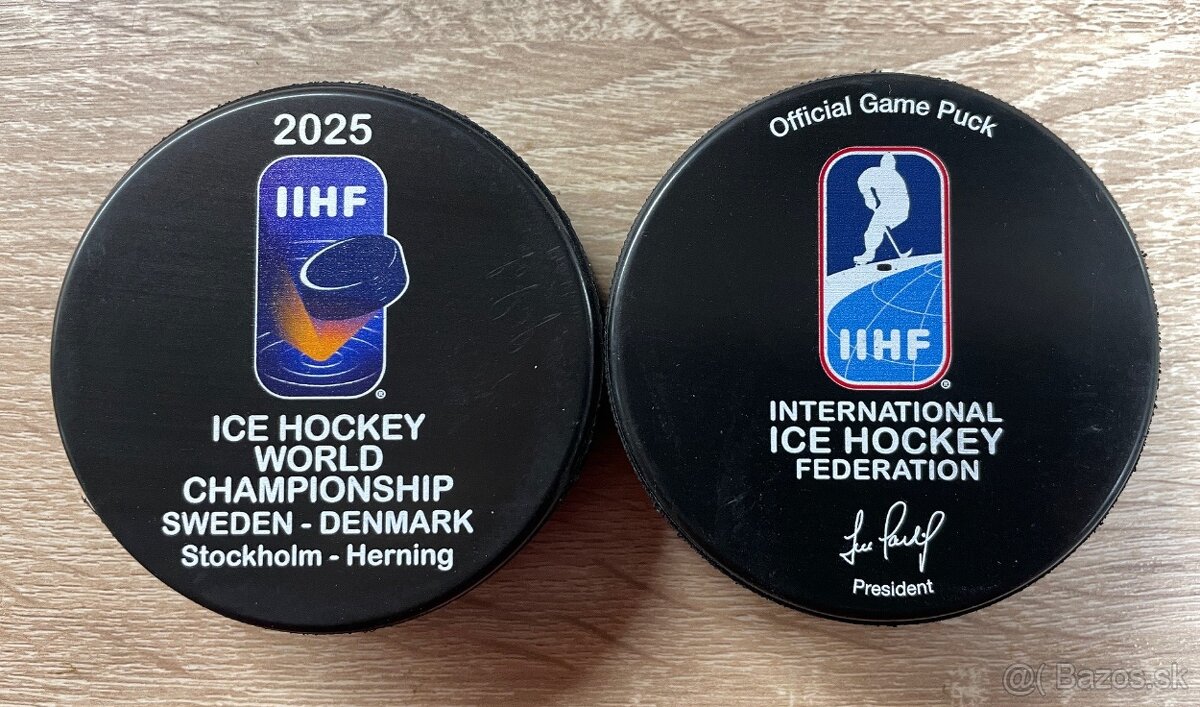 2025
IIHF
®
ICE HOCKEY
WORLD
CHAMPIONSHIP
SWEDEN - DENMARK
Stockholm - Herning
Official Game Puck
IIHF
®
INTERNATIONAL
ICE HOCKEY
FEDERATION
President
@( Bazos.sk